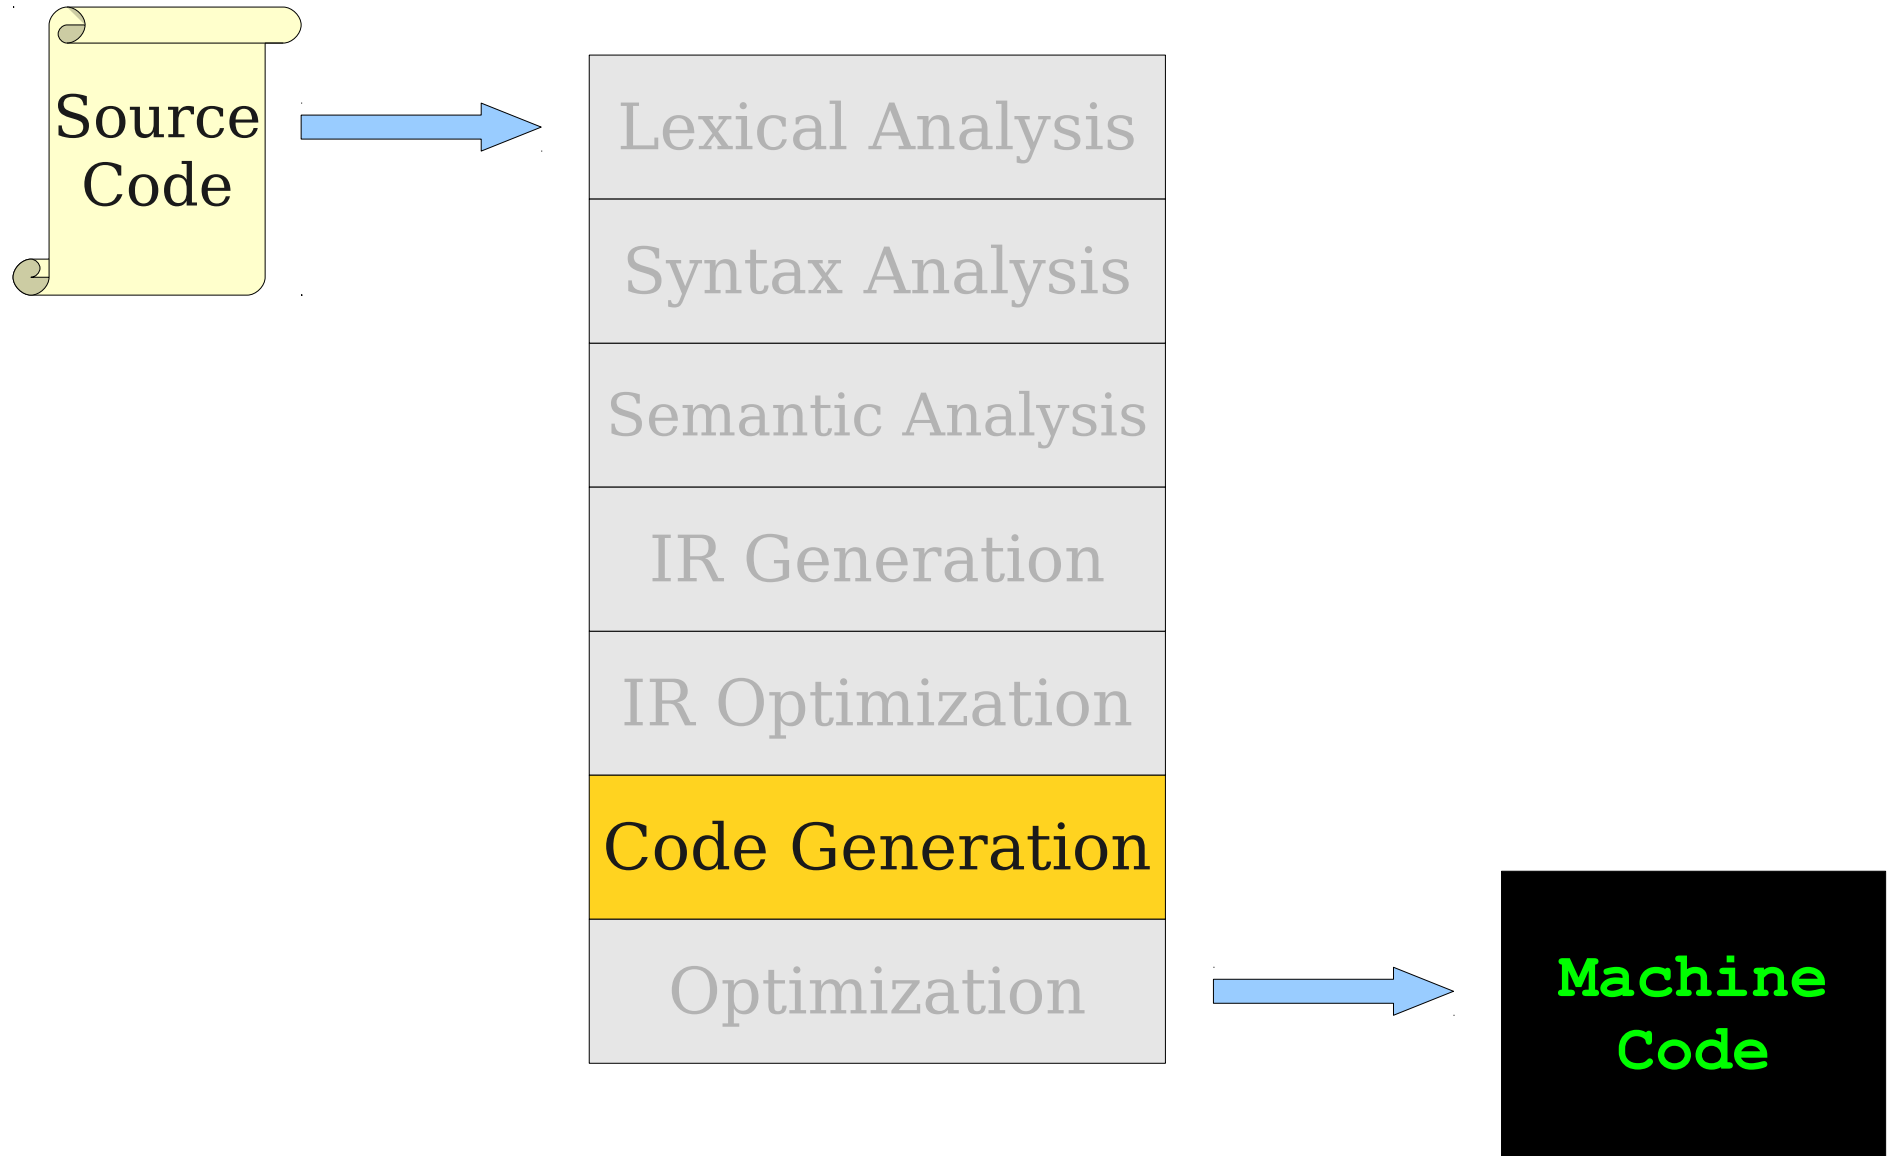 Source
Code
Lexical Analysis
Syntax Analysis
Semantic Analysis
IR Generation
IR Optimization
Code Generation
Optimization
Machine
Code